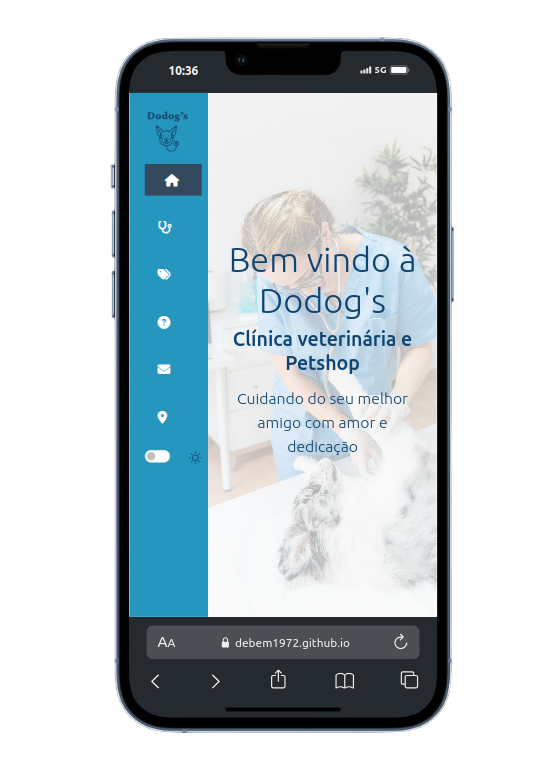 10:36
5G
Dodog's
Bem vindo à
Dodog's
Clínica veterinária e
Petshop
Cuidando do seu melhor
amigo com amor e
dedicação
AA
debem1972.github.io